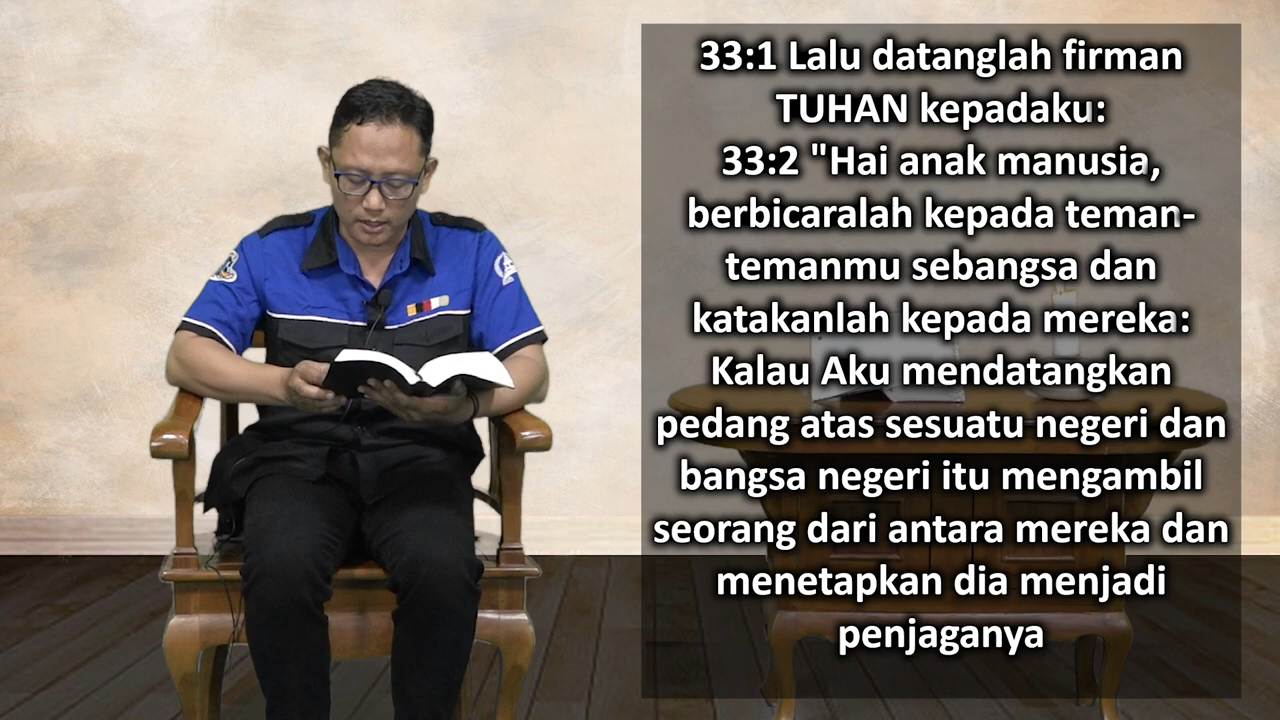 33:1 Lalu datanglah firman
TUHAN kepadaku:
33:2 "Hai anak manusia,
berbicaralah kepada teman-
temanmu sebangsa dan
katakanlah kepada mereka:
Kalau Aku mendatangkan
pedang atas sesuatu negeri dan
bangsa negeri itu mengambil
seorang dari antara mereka dan
menetapkan dia menjadi
penjaganya